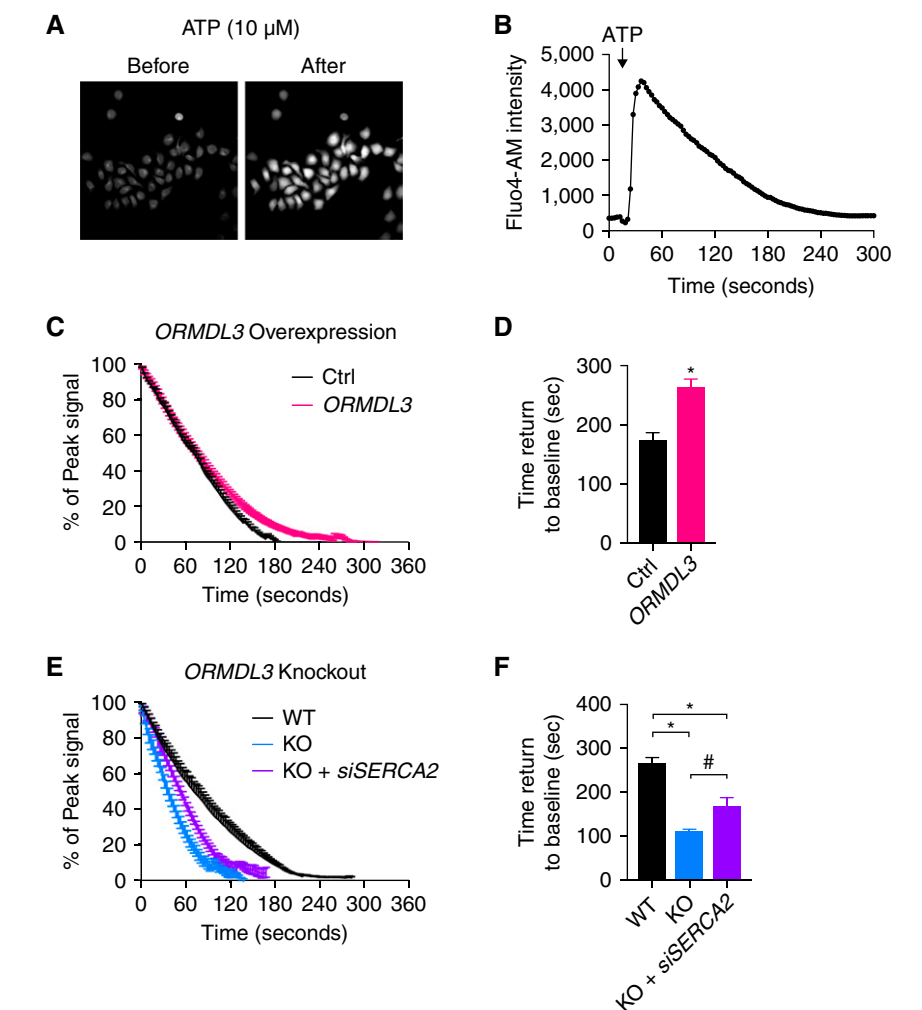 A
ATP (10 μM)
Before
After
B
ATP
5,000
4,000
3,000
2,000
1,000
0
Fluo4-AM intensity
0 60 120 180 240 300
Time (seconds)
C
ORMDL3 Overexpression
100
80
60
40
20
0
% of Peak signal
Ctrl
ORMDL3
0 60 120 180 240 300 360
Time (seconds)
D
300
200
100
0
Time return
to baseline (sec)
*
Ctrl
ORMDL3
E
ORMDL3 Knockout
100
80
60
40
20
0
% of Peak signal
WT
KO
KO + siSERCA2
0 60 120 180 240 300 360
Time (seconds)
F
400
300
200
100
0
Time return
to baseline (sec)
*
*
#
WT
KO
KO + siSERCA2